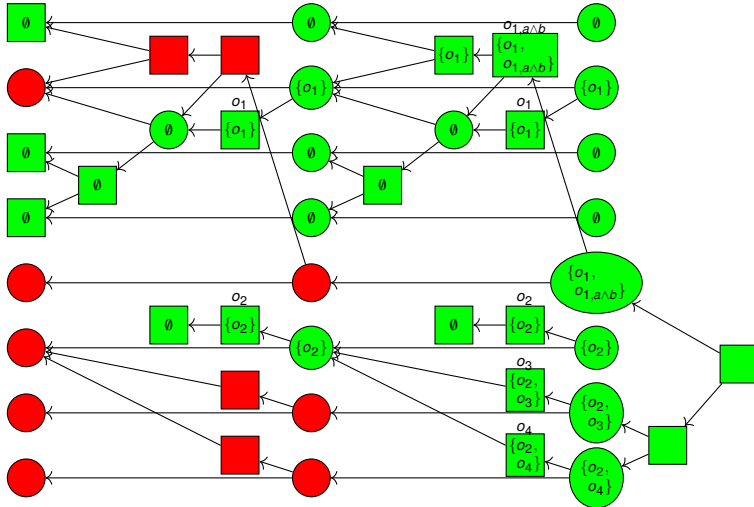 ∅ ∅ o1,a∧b ∅
{o1} {o1,
o1,a∧b}
{o1} {o1}
o1 o1
∅ {o1} ∅ {o1}
∅ ∅ ∅
∅ ∅
∅ ∅ ∅
{o1,
o1,a∧b}
o2 o2
∅ {o2} ∅ {o2}
{o2} {o2}
o3
{o2,
o3}
{o2,
o3}
o4
{o2,
o4}
{o2,
o4}